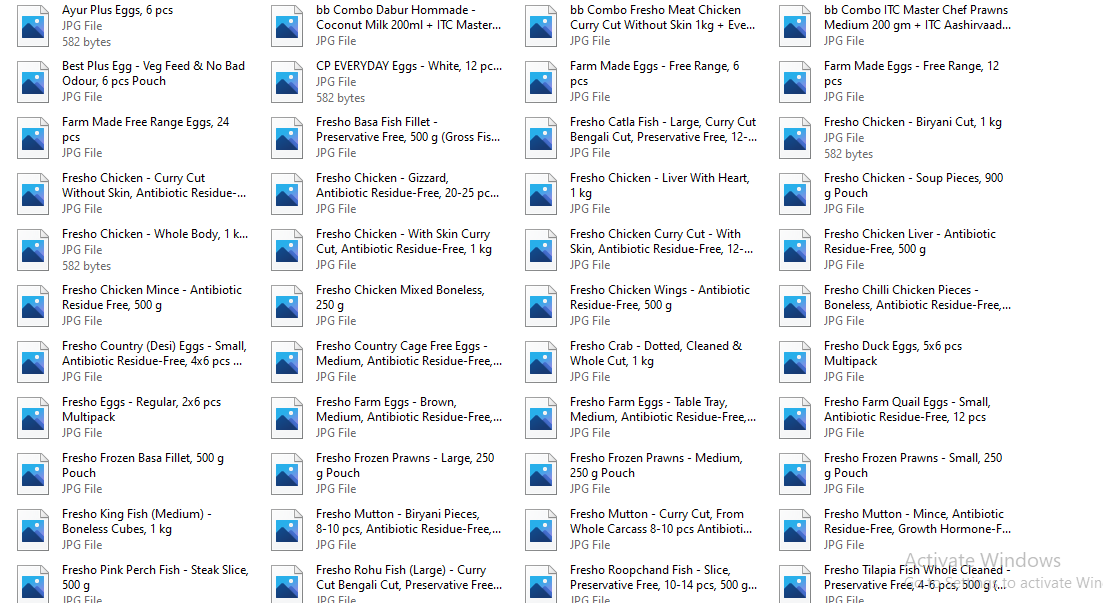 Ayur Plus Eggs, 6 pcs
JPG File
582 bytes
bb Combo Dabur Hommade -
Coconut Milk 200ml + ITC Master...
JPG File
bb Combo Fresho Meat Chicken
Curry Cut Without Skin 1kg + Eve...
JPG File
bb Combo ITC Master Chef Prawns
Medium 200 gm + ITC Aashirvaad...
JPG File
Best Plus Egg - Veg Feed & No Bad
Odour, 6 pcs Pouch
JPG File
CP EVERYDAY Eggs - White, 12 pc...
JPG File
582 bytes
Farm Made Eggs - Free Range, 6
pcs
JPG File
Farm Made Eggs - Free Range, 12
pcs
JPG File
Farm Made Free Range Eggs, 24
pcs
JPG File
Fresho Basa Fish Fillet -
Preservative Free, 500 g (Gross Fis...
JPG File
Fresho Catla Fish - Large, Curry Cut
Bengali Cut, Preservative Free, 12-...
JPG File
Fresho Chicken - Biryani Cut, 1 kg
JPG File
582 bytes
Fresho Chicken - Curry Cut
Without Skin, Antibiotic Residue-...
JPG File
Fresho Chicken - Gizzard,
Antibiotic Residue-Free, 20-25 pc...
JPG File
Fresho Chicken - Liver With Heart,
1 kg
JPG File
Fresho Chicken - Soup Pieces, 900
g Pouch
JPG File
Fresho Chicken - Whole Body, 1 k...
JPG File
582 bytes
Fresho Chicken - With Skin Curry
Cut, Antibiotic Residue-Free, 1 kg
JPG File
Fresho Chicken Curry Cut - With
Skin, Antibiotic Residue-Free, 12-...
JPG File
Fresho Chicken Liver - Antibiotic
Residue-Free, 500 g
JPG File
Fresho Chicken Mince - Antibiotic
Residue Free, 500 g
JPG File
Fresho Chicken Mixed Boneless,
250 g
JPG File
Fresho Chicken Wings - Antibiotic
Residue-Free, 500 g
JPG File
Fresho Chilli Chicken Pieces -
Boneless, Antibiotic Residue-Free,...
JPG File
Fresho Country (Desi) Eggs - Small,
Antibiotic Residue-Free, 4x6 pcs ...
JPG File
Fresho Country Cage Free Eggs -
Medium, Antibiotic Residue-Free,...
JPG File
Fresho Crab - Dotted, Cleaned &
Whole Cut, 1 kg
JPG File
Fresho Duck Eggs, 5x6 pcs
Multipack
JPG File
Fresho Eggs - Regular, 2x6 pcs
Multipack
JPG File
Fresho Farm Eggs - Brown,
Medium, Antibiotic Residue-Free,...
JPG File
Fresho Farm Eggs - Table Tray,
Medium, Antibiotic Residue-Free,...
JPG File
Fresho Farm Quail Eggs - Small,
Antibiotic Residue-Free, 12 pcs
JPG File
Fresho Frozen Basa Fillet, 500 g
Pouch
JPG File
Fresho Frozen Prawns - Large, 250
g Pouch
JPG File
Fresho Frozen Prawns - Medium,
250 g Pouch
JPG File
Fresho Frozen Prawns - Small, 250
g Pouch
JPG File
Fresho King Fish (Medium) -
Boneless Cubes, 1 kg
JPG File
Fresho Mutton - Biryani Pieces,
8-10 pcs, Antibiotic Residue-Free,...
JPG File
Fresho Mutton - Curry Cut, From
Whole Carcass 8-10 pcs Antibioti...
JPG File
Fresho Mutton - Mince, Antibiotic
Residue-Free, Growth Hormone-F...
JPG File
Fresho Pink Perch Fish - Steak Slice,
500 g
JPG File
Fresho Rohu Fish (Large) - Curry
Cut Bengali Cut, Preservative Free...
JPG File
Fresho Roopchand Fish - Slice,
Preservative Free, 10-14 pcs, 500 g...
JPG File
Fresho Tilapia Fish Whole Cleaned -
Preservative Free, 4-6 pcs, 500 g (...
JPG File
Activate Windows
Go to Settings to activate Win